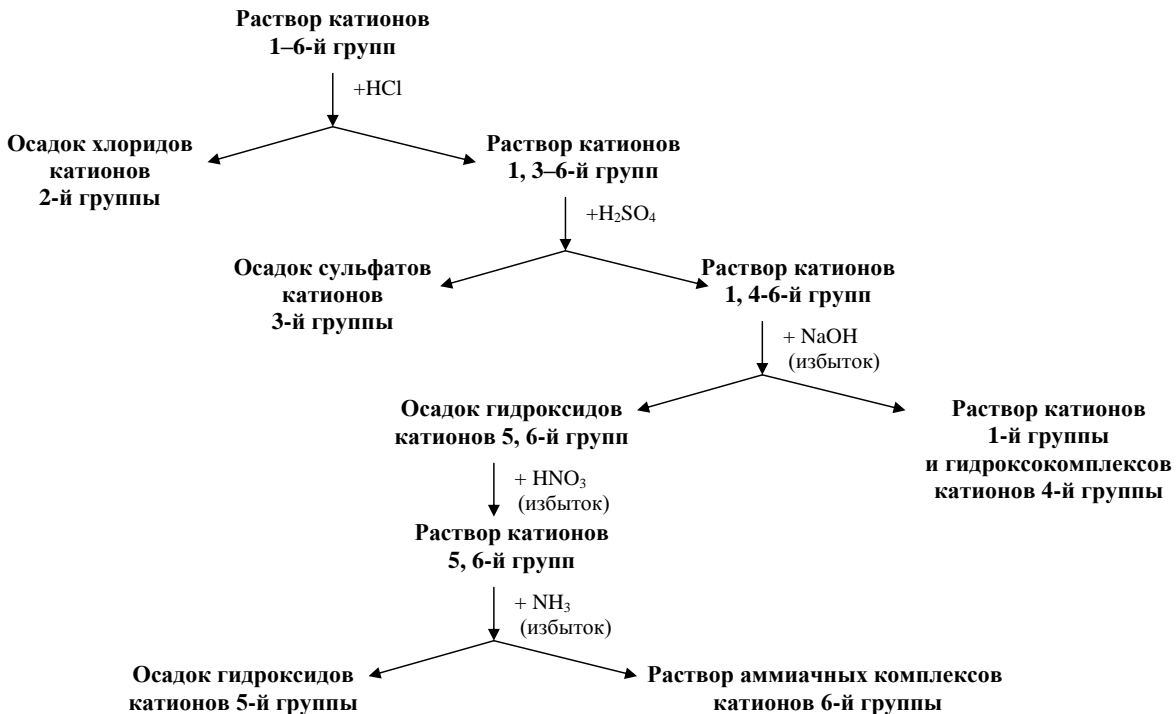 Раствор катионов
1–6-й групп
+HCl
Осадок хлоридов
катионов
2-й группы
Раствор катионов
1, 3–6-й групп
+H₂SO₄
Осадок сульфатов
катионов
3-й группы
Раствор катионов
1, 4-6-й групп
+ NaOH
(избыток)
Осадок гидроксидов
катионов 5, 6-й групп
Раствор катионов
1-й группы
и гидроксокомплексов
катионов 4-й группы
+ HNO₃
(избыток)
Раствор катионов
5, 6-й групп
+ NH₃
(избыток)
Осадок гидроксидов
катионов 5-й группы
Раствор аммиачных комплексов
катионов 6-й группы